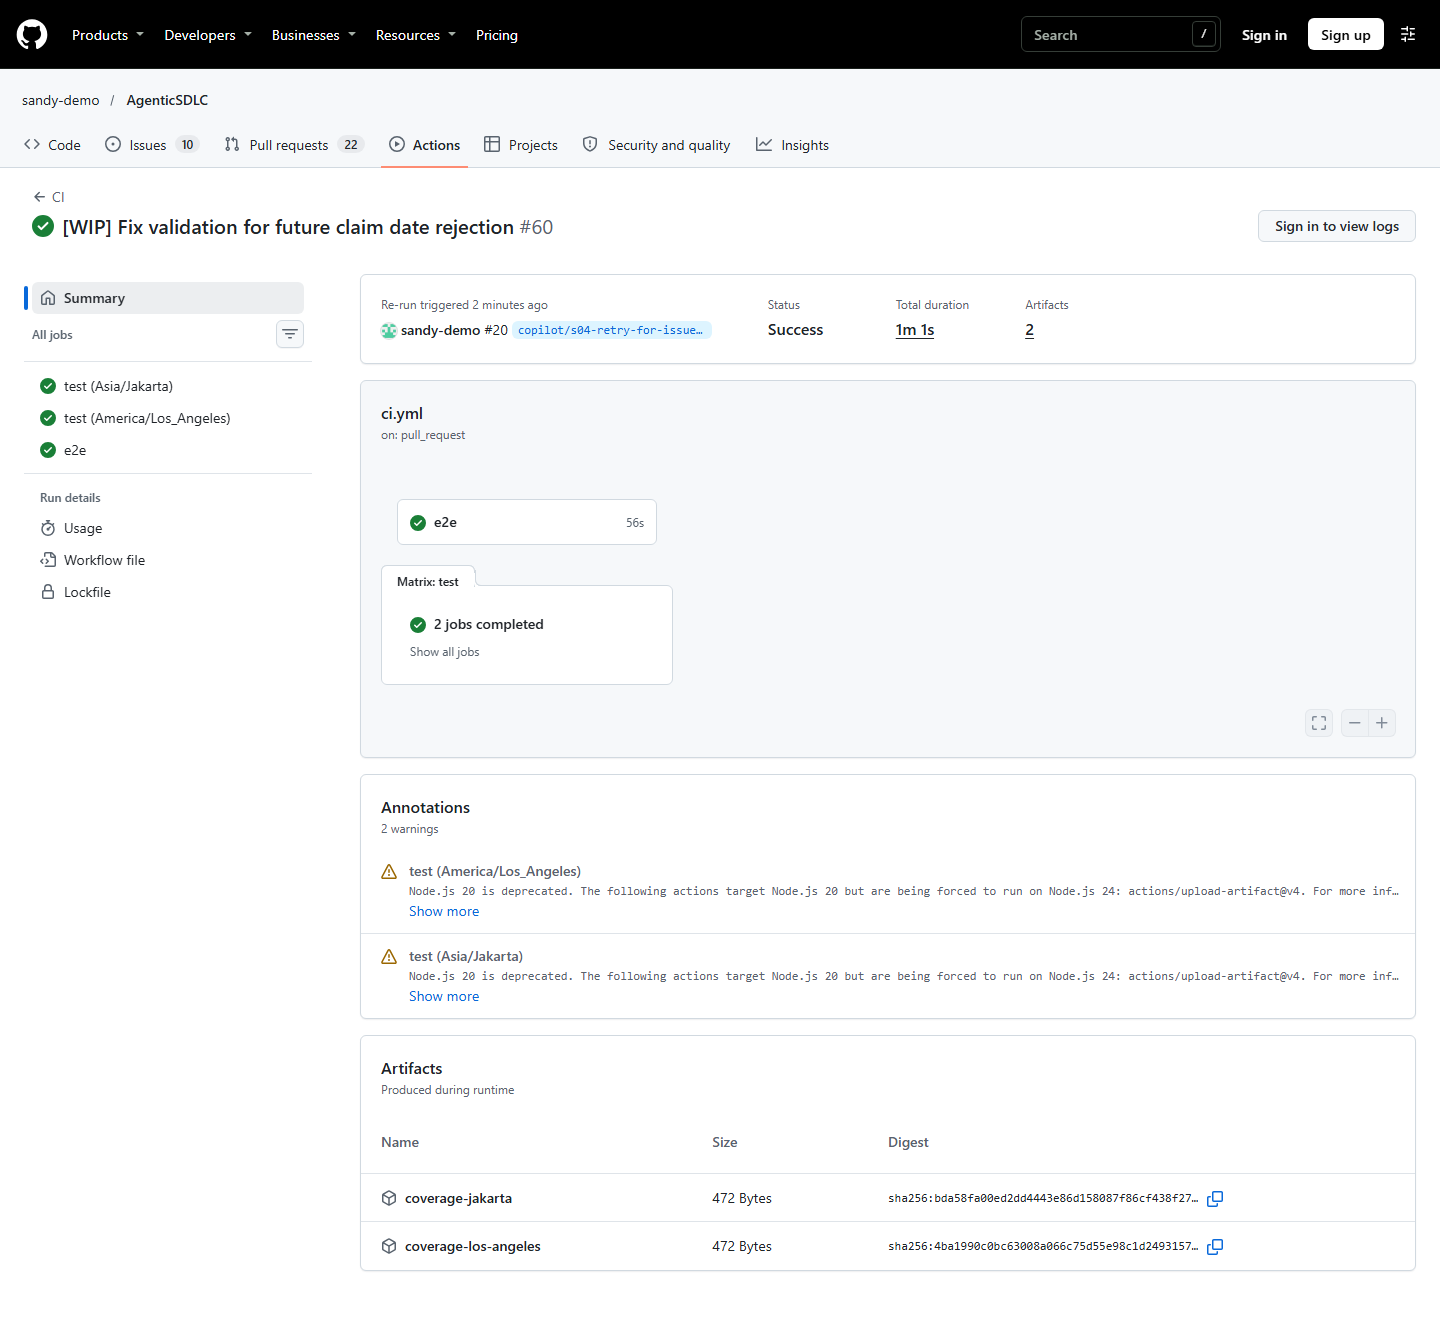 Products Developers Businesses Resources Pricing Search / Sign in Sign up
sandy-demo / AgenticSDLC
Code Issues 10 Pull requests 22 Actions Projects Security and quality Insights
CI
[WIP] Fix validation for future claim date rejection #60
Sign in to view logs
Summary
All jobs
test (Asia/Jakarta)
test (America/Los_Angeles)
e2e
Run details
Usage
Workflow file
Lockfile
Re-run triggered 2 minutes ago
sandy-demo #20 copilot/s04-retry-for-issue…
Status
Success
Total duration
1m 1s
Artifacts
2
ci.yml
on: pull_request
e2e 56s
Matrix: test
2 jobs completed
Show all jobs
Annotations
2 warnings
test (America/Los_Angeles)
Node.js 20 is deprecated. The following actions target Node.js 20 but are being forced to run on Node.js 24: actions/upload-artifact@v4. For more inf…
Show more
test (Asia/Jakarta)
Node.js 20 is deprecated. The following actions target Node.js 20 but are being forced to run on Node.js 24: actions/upload-artifact@v4. For more inf…
Show more
Artifacts
Produced during runtime
Name Size Digest
coverage-jakarta 472 Bytes sha256:bda58fa00ed2dd4443e86d158087f86cf438f27…
coverage-los-angeles 472 Bytes sha256:4ba1990c0bc63008a066c75d55e98c1d2493157…